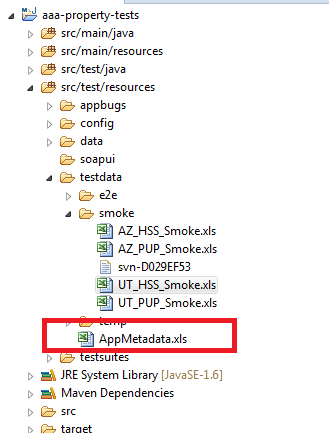 aaa-property-tests
src/main/java
src/main/resources
src/test/java
src/test/resources
appbugs
config
data
soapui
testdata
e2e
smoke
AZ_HSS_Smoke.xls
AZ_PUP_Smoke.xls
svn-D029EF53
UT_HSS_Smoke.xls
UT_PUP_Smoke.xls
temp
AppMetadata.xls
testsuites
JRE System Library [JavaSE-1.6]
Maven Dependencies
src
target